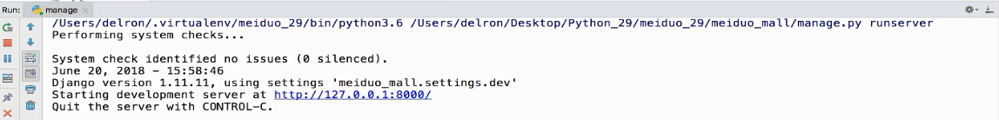 Run: manage
/Users/delron/.virtualenv/meiduo_29/bin/python3.6 /Users/delron/Desktop/Python_29/meiduo_29/meiduo_mall/manage.py runserver
Performing system checks...
System check identified no issues (0 silenced).
June 20, 2018 - 15:58:46
Django version 1.11.11, using settings 'meiduo_mall.settings.dev'
Starting development server at http://127.0.0.1:8000/
Quit the server with CONTROL-C.